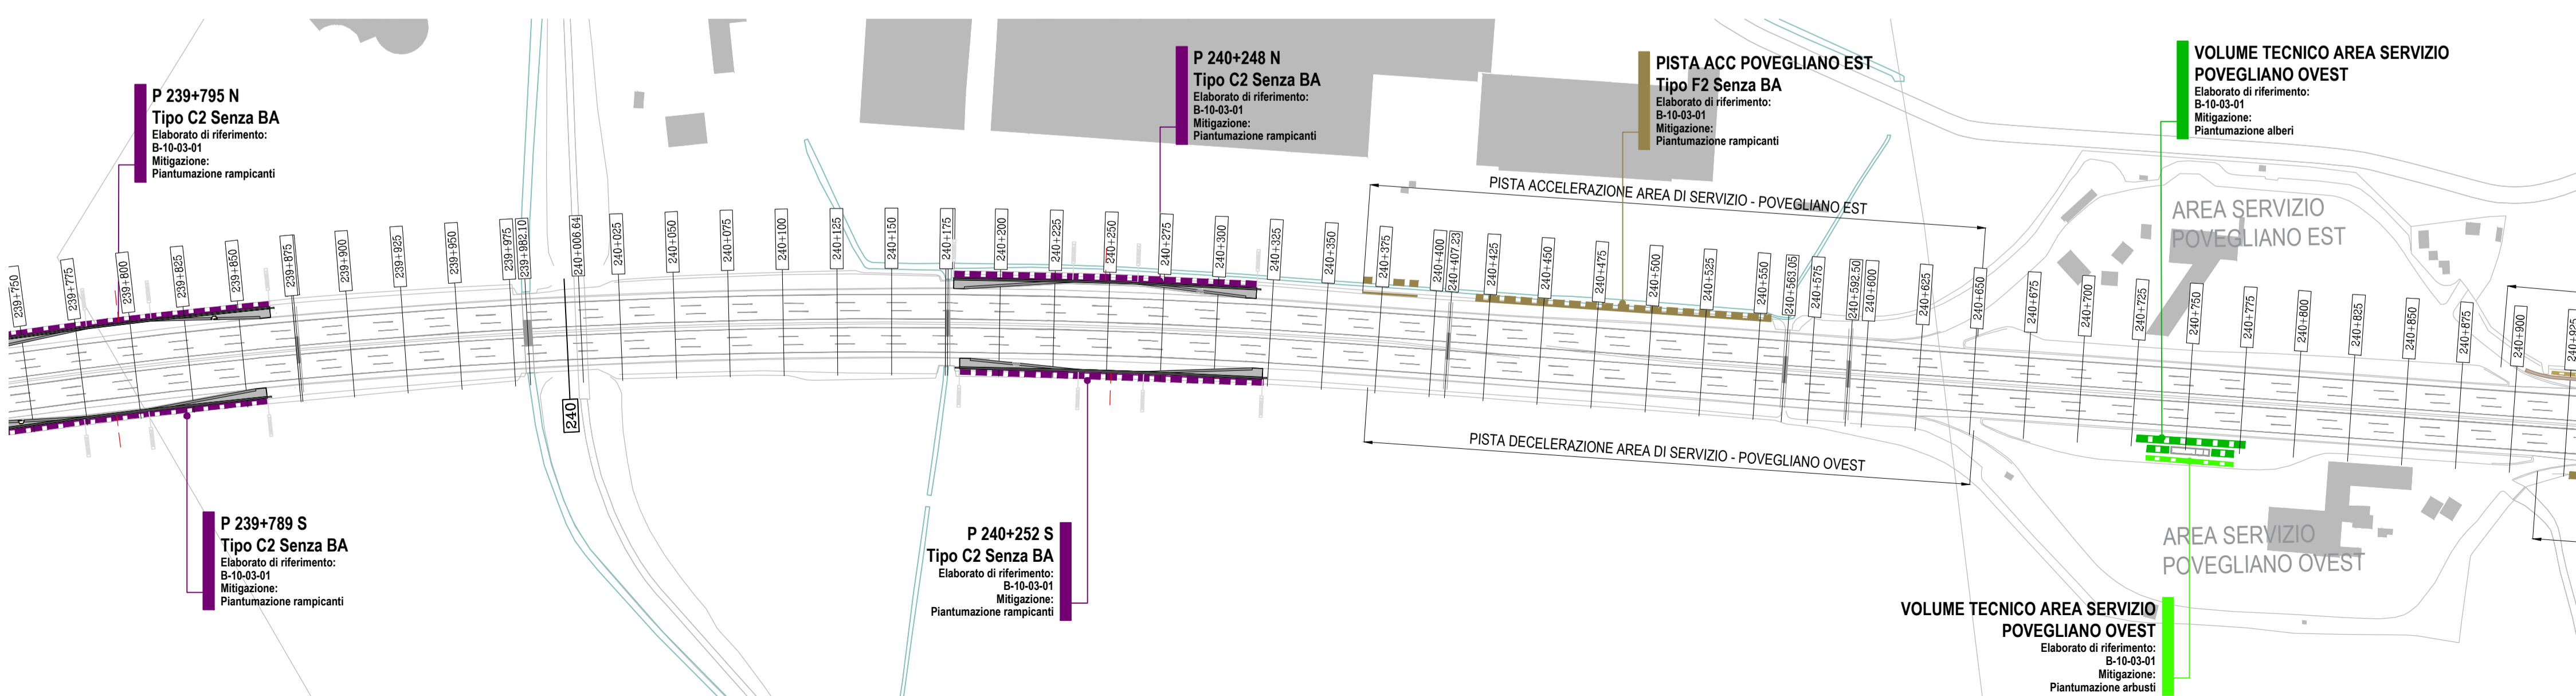 P 239+795 N
Tipo C2 Senza BA
Elaborato di riferimento:
B-10-03-01
Mitigazione:
Piantumazione rampicanti
P 240+248 N
Tipo C2 Senza BA
Elaborato di riferimento:
B-10-03-01
Mitigazione:
Piantumazione rampicanti
PISTA ACC POVEGLIANO EST
Tipo F2 Senza BA
Elaborato di riferimento:
B-10-03-01
Mitigazione:
Piantumazione rampicanti
VOLUME TECNICO AREA SERVIZIO
POVEGLIANO OVEST
Elaborato di riferimento:
B-10-03-01
Mitigazione:
Piantumazione alberi
PISTA ACCELERAZIONE AREA DI SERVIZIO - POVEGLIANO EST
AREA SERVIZIO
POVEGLIANO EST
239+750
239+775
239+800
239+825
239+850
239+875
239+900
239+925
239+950
239+975
239+982.10
240+006.64
240+025
240+050
240+075
240+100
240+125
240+150
240+175
240+200
240+225
240+250
240+275
240+300
240+325
240+350
240+375
240+400
240+407.23
240+425
240+450
240+475
240+500
240+525
240+550
240+563.05
240+575
240+592.50
240+600
240+625
240+650
240+675
240+700
240+725
240+750
240+775
240+800
240+825
240+850
240+875
240+900
240+925
240
PISTA DECELERAZIONE AREA DI SERVIZIO - POVEGLIANO OVEST
AREA SERVIZIO
POVEGLIANO OVEST
P 239+789 S
Tipo C2 Senza BA
Elaborato di riferimento:
B-10-03-01
Mitigazione:
Piantumazione rampicanti
P 240+252 S
Tipo C2 Senza BA
Elaborato di riferimento:
B-10-03-01
Mitigazione:
Piantumazione rampicanti
VOLUME TECNICO AREA SERVIZIO
POVEGLIANO OVEST
Elaborato di riferimento:
B-10-03-01
Mitigazione:
Piantumazione arbusti